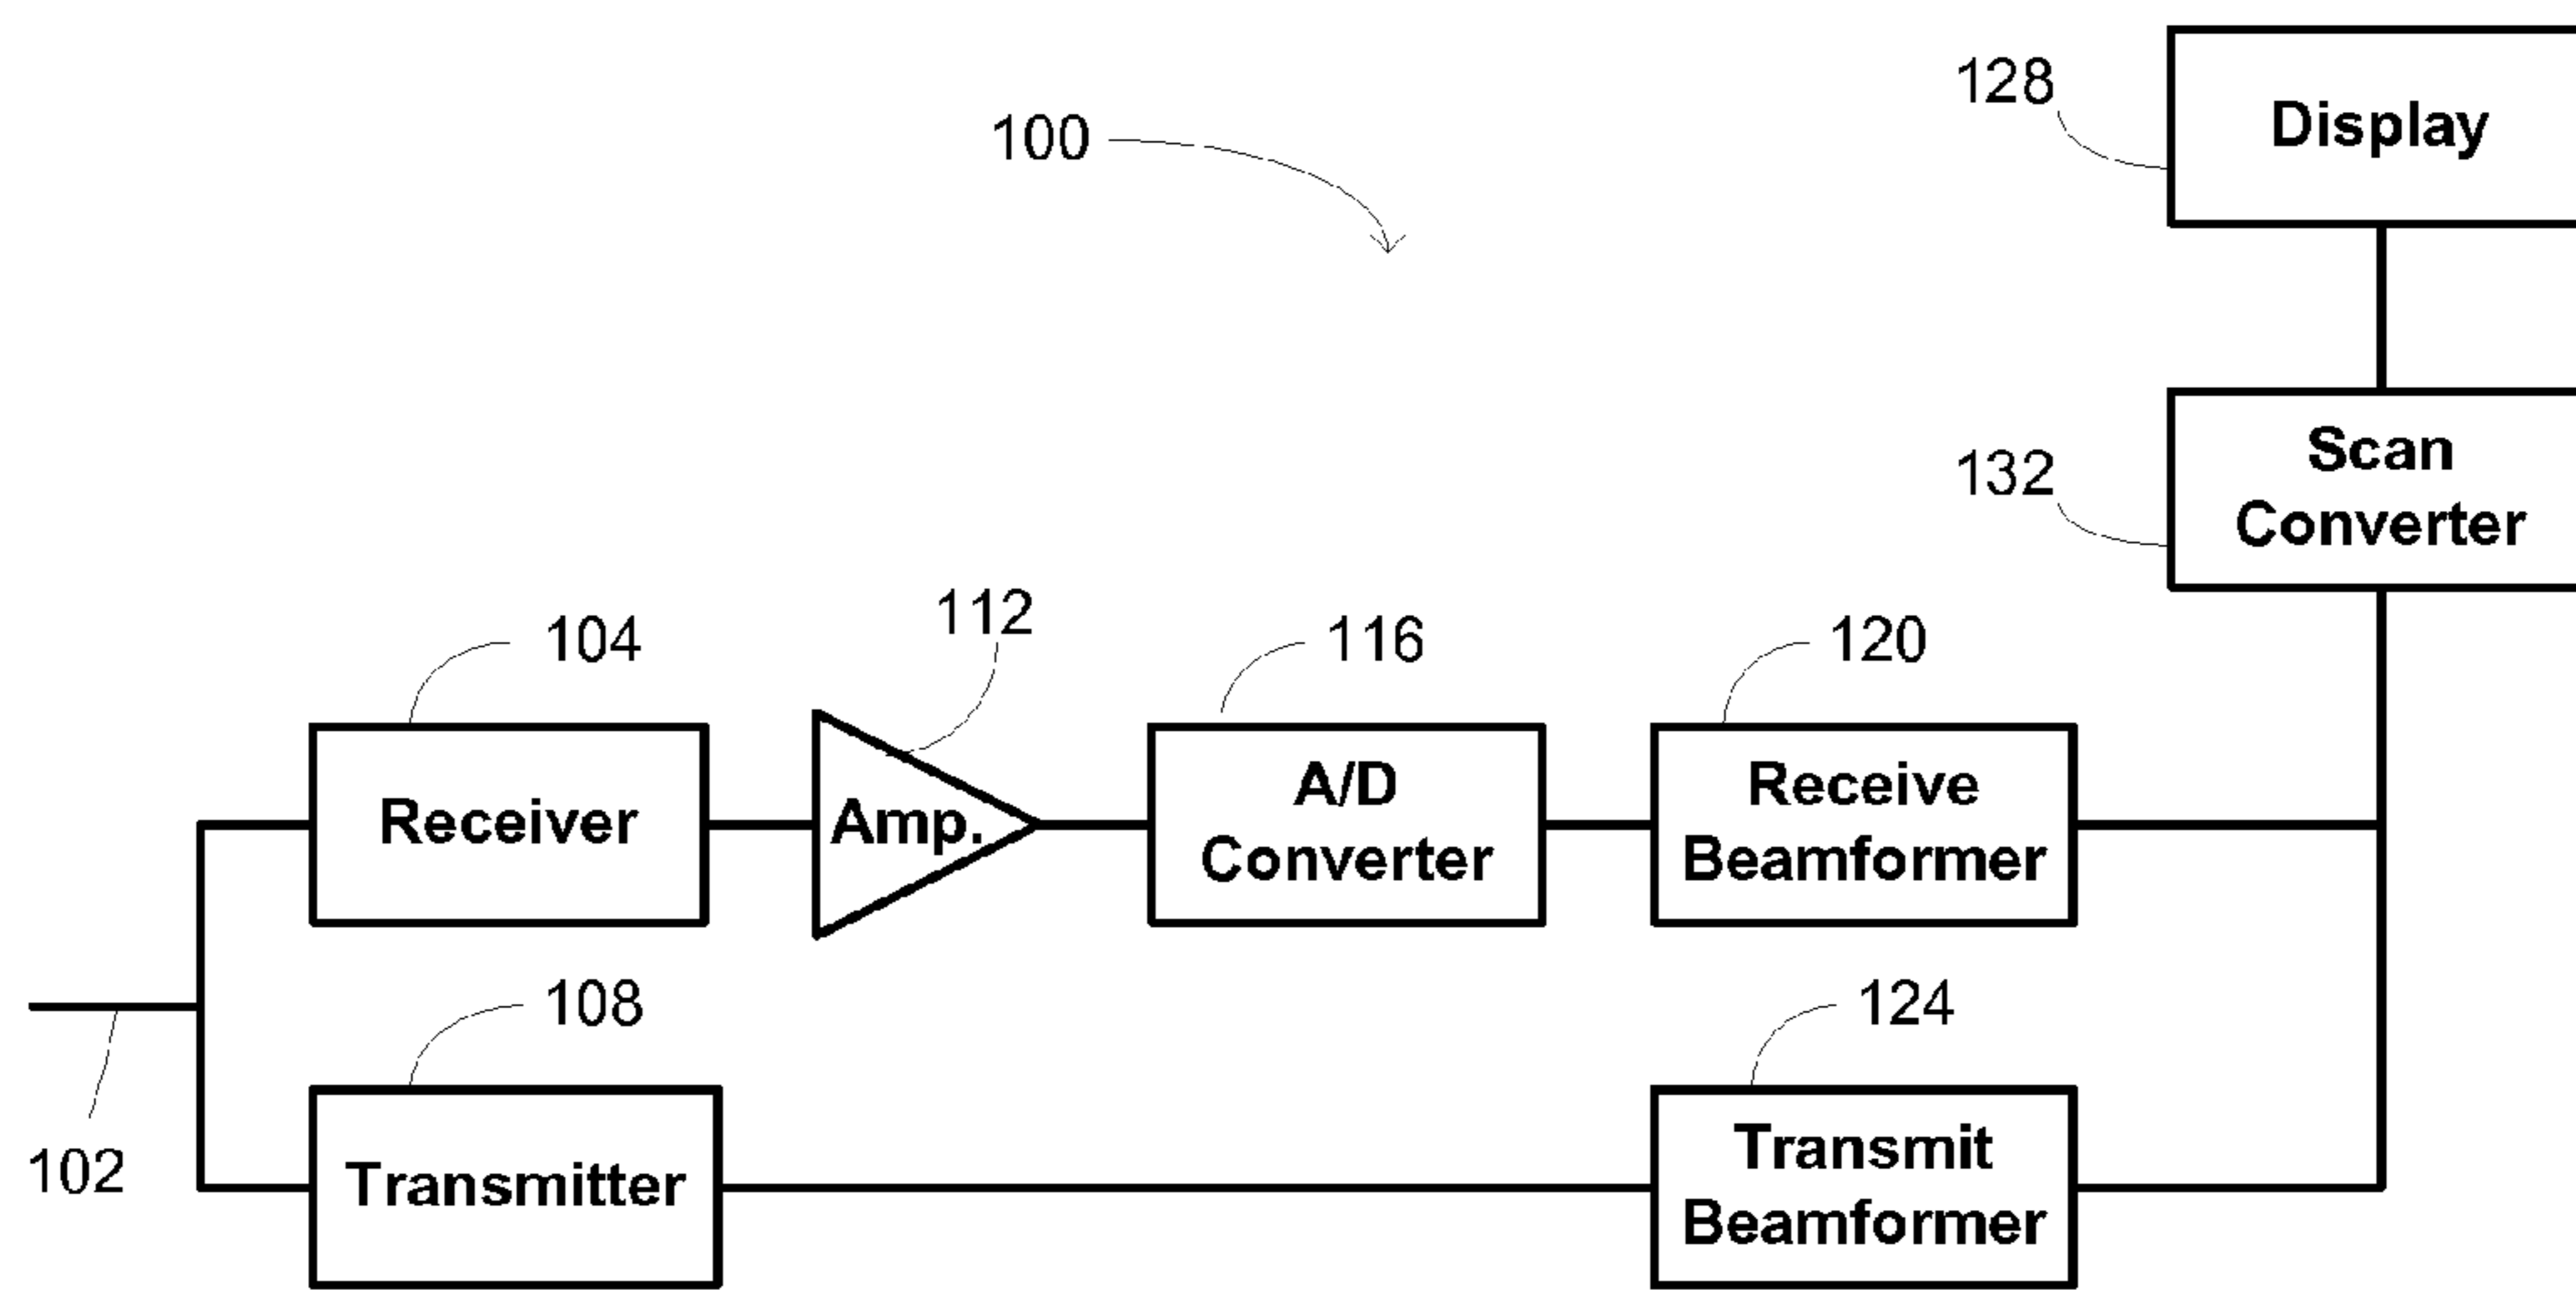 128
Display
100
132
Scan
Converter
104
112
116
120
Receiver
Amp.
A/D
Converter
Receive
Beamformer
102
108
124
Transmitter
Transmit
Beamformer